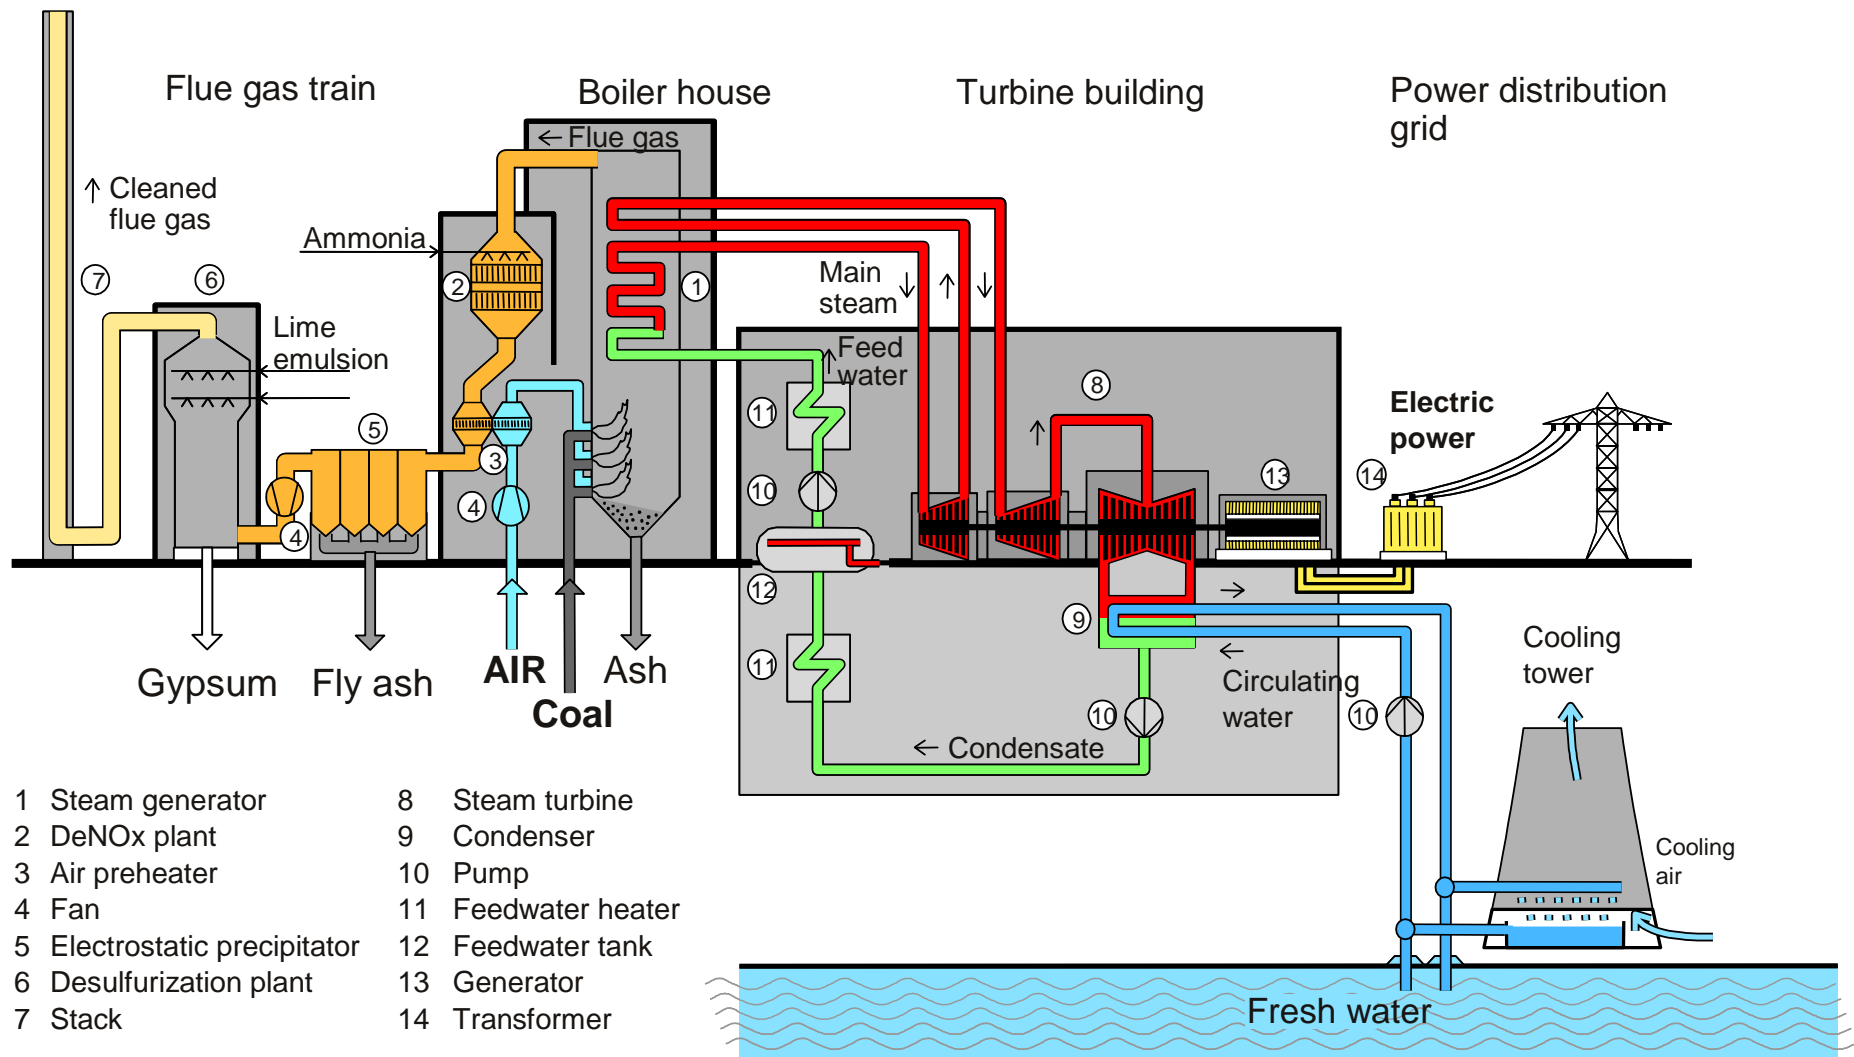 Flue gas train
Boiler house
Turbine building
Power distribution
grid
Flue gas
Cleaned
flue gas
Ammonia
7
6
2
1
Main
steam
Lime
emulsion
Feed
water
8
Electric
power
11
5
3
10
13
14
4
4
12
9
Cooling
tower
11
Gypsum
Fly ash
AIR
Ash
Coal
Circulating
water
10
10
Condensate
Cooling
air
1 Steam generator
2 DeNOx plant
3 Air preheater
4 Fan
5 Electrostatic precipitator
6 Desulfurization plant
7 Stack
8 Steam turbine
9 Condenser
10 Pump
11 Feedwater heater
12 Feedwater tank
13 Generator
14 Transformer
Fresh water